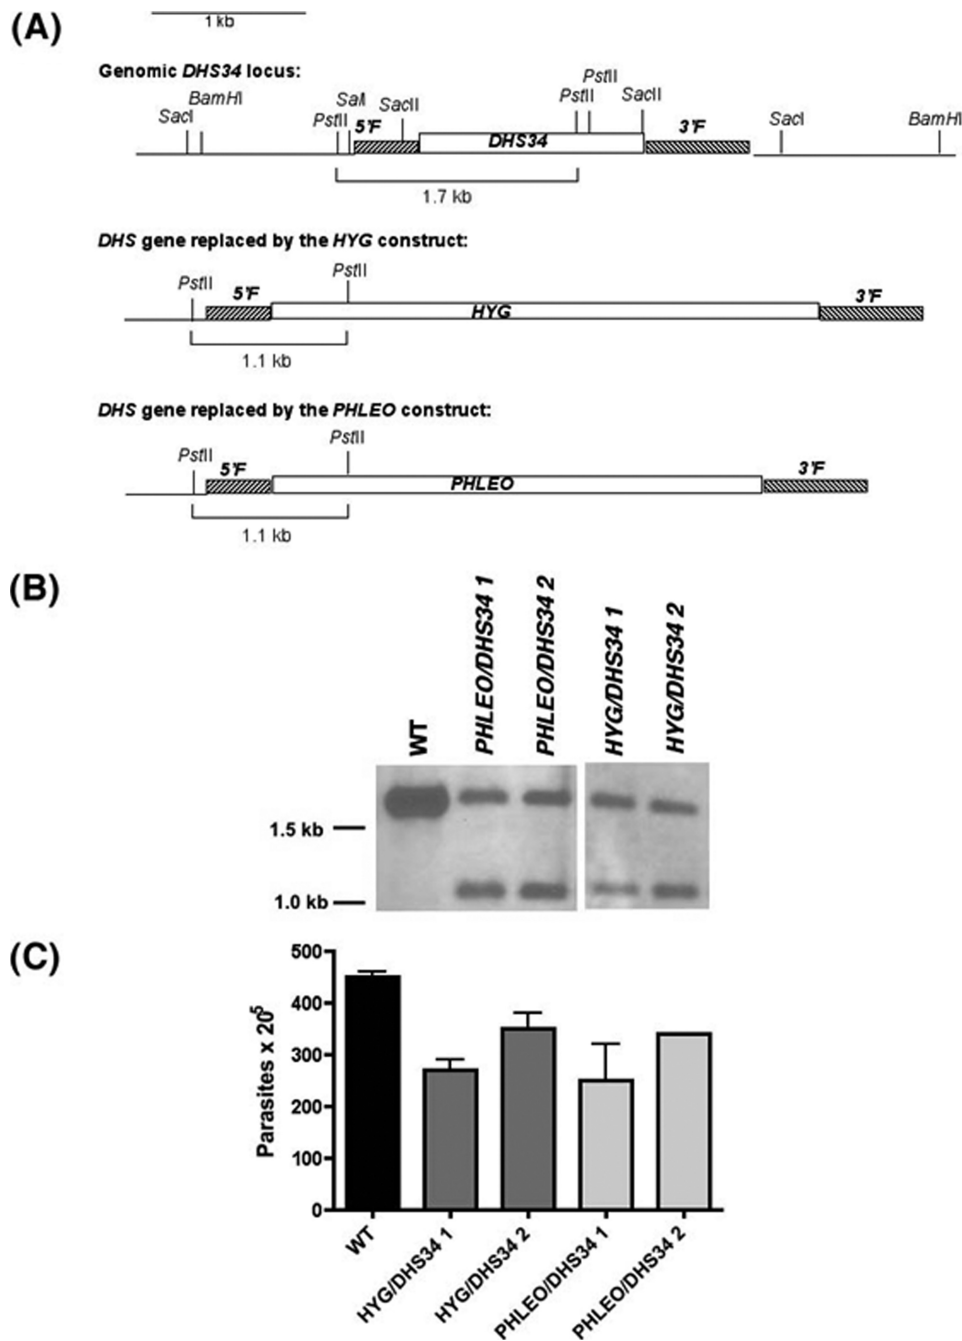 (A)
1 kb
Genomic DHS34 locus:
SacI
BamHI
PstII
SalI
5'F
SacII
DHS34
PstII
PstII
SacII
3'F
SacI
BamHI
1.7 kb
DHS gene replaced by the HYG construct:
PstII
5'F
PstII
HYG
3'F
1.1 kb
DHS gene replaced by the PHLEO construct:
PstII
5'F
PstII
PHLEO
3'F
1.1 kb
(B)
WT
PHLEO/DHS34 1
PHLEO/DHS34 2
HYG/DHS34 1
HYG/DHS34 2
1.5 kb
1.0 kb
(C)
Parasites x 20⁵
500
400
300
200
100
0
WT
HYG/DHS34 1
HYG/DHS34 2
PHLEO/DHS34 1
PHLEO/DHS34 2